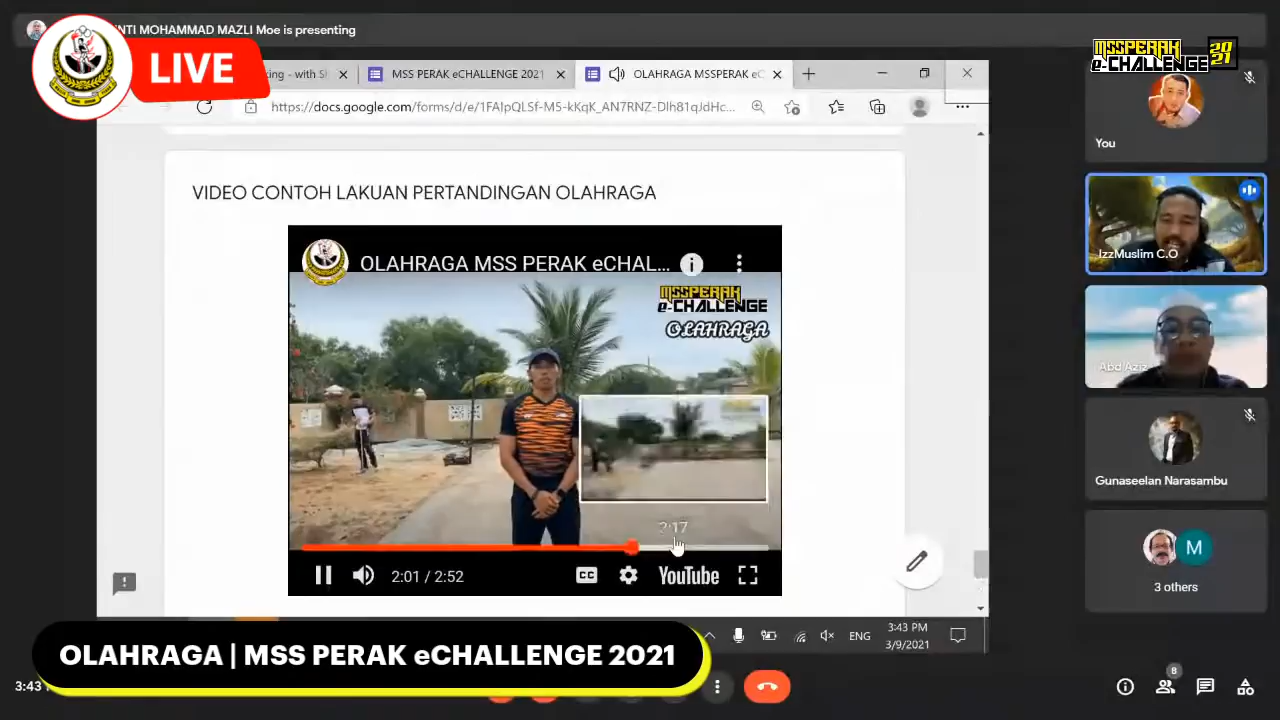 NTI MOHAMMAD MAZLI Moe is presenting
LIVE
MSSPERAK
e-CHALLENGE
2021
king - with S
MSS PERAK eCHALLENGE 2021
OLAHRAGA MSSPERAK eC
https://docs.google.com/forms/d/e/1FAIpQLSf-M5-kKqK_AN7RNZ-Dlh81qJdHc...
You
VIDEO CONTOH LAKUAN PERTANDINGAN OLAHRAGA
OLAHRAGA MSS PERAK eCHAL...
MSSPERAK
e-CHALLENGE
OLAHRAGA
IzzMuslim C.O
Abd Aziz
Gunaseelan Narasambu
M
3 others
2:17
2:01 / 2:52
CC
YouTube
ENG
3:43 PM
3/9/2021
OLAHRAGA | MSS PERAK eCHALLENGE 2021
3:43
8